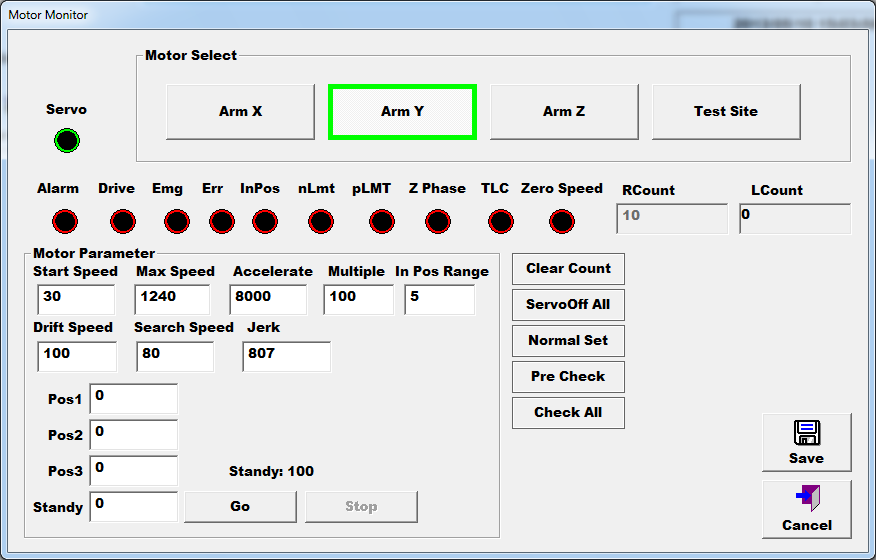 Motor Monitor
Motor Select
Servo
Arm X Arm Y Arm Z Test Site
Alarm Drive Emg Err InPos nLmt pLMT Z Phase TLC Zero Speed RCount LCount
10 0
Motor Parameter
Start Speed Max Speed Accelerate Multiple In Pos Range
30 1240 8000 100 5
Drift Speed Search Speed Jerk
100 80 807
Pos1 0
Pos2 0
Pos3 0 Standy: 100
Standy 0 Go Stop
Clear Count
ServoOff All
Normal Set
Pre Check
Check All
Save
Cancel